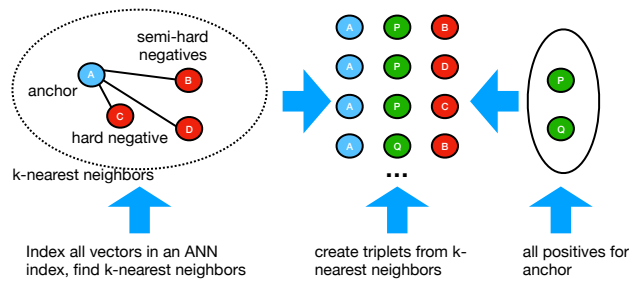 semi-hard
negatives
A
B
anchor
C
D
hard negative
k-nearest neighbors
A P B
A P D
A P C
A Q B
...
P
Q
Index all vectors in an ANN
index, find k-nearest neighbors
create triplets from k-
nearest neighbors
all positives for
anchor